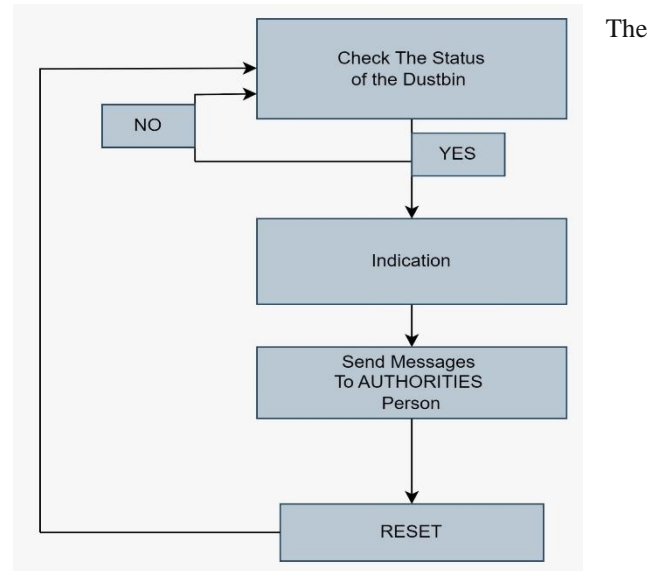 Check The Status
of the Dustbin
The
NO
YES
Indication
Send Messages
To AUTHORITIES
Person
RESET